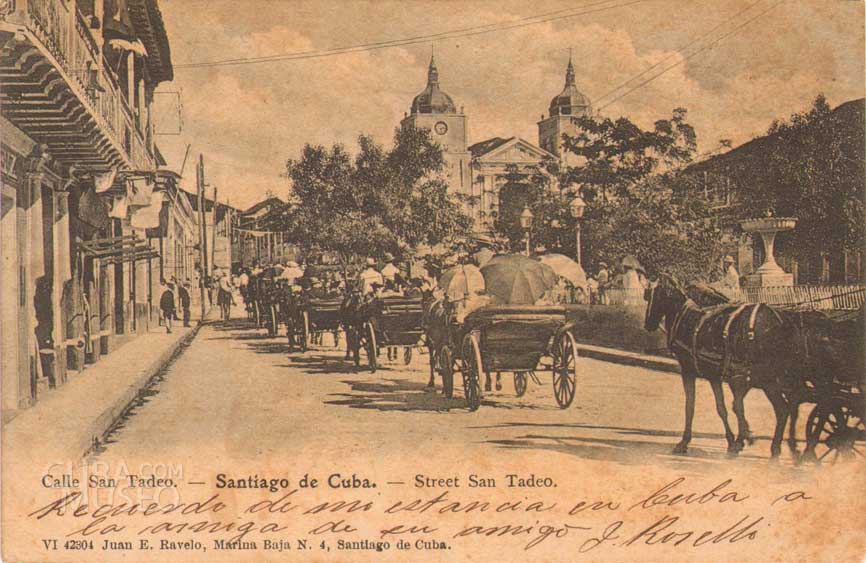 Calle San Tadeo. — Santiago de Cuba. — Street San Tadeo.
CUBA.COM
MUSEO
Recuerdo de mi estancia en Cuba a
la amiga de su amigo J. Roselló
VI 42304 Juan E. Ravelo, Marina Baja N. 4, Santiago de Cuba.